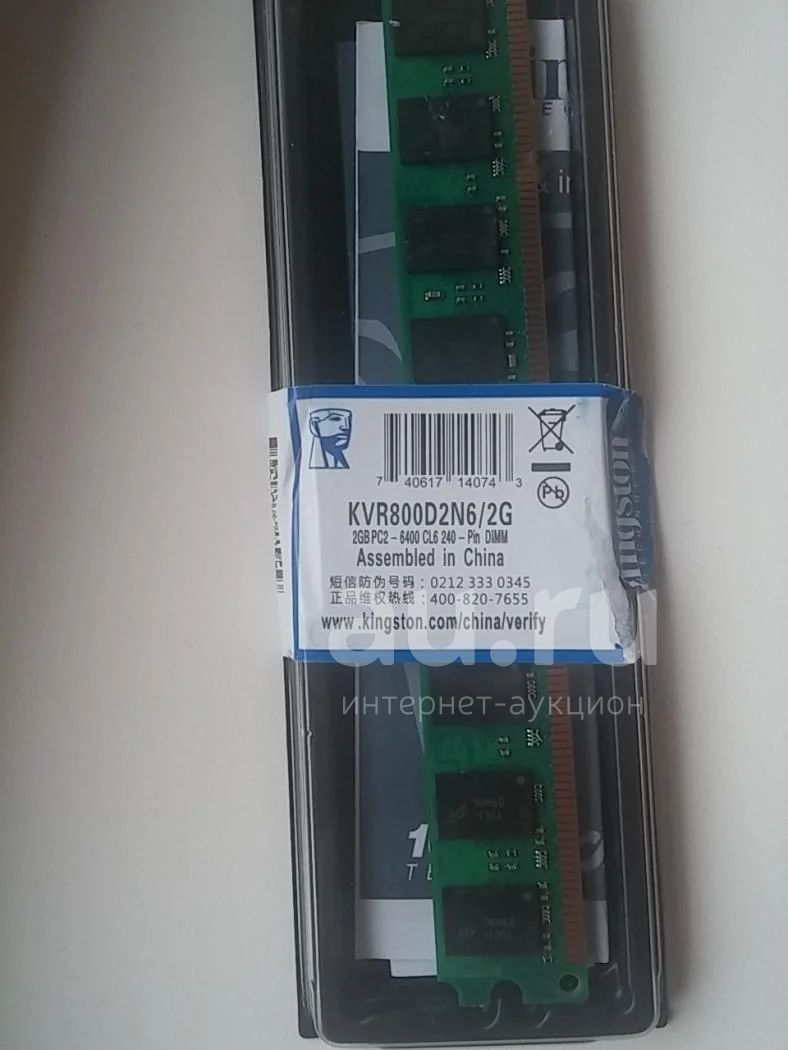 7 40617 14074 3
KVR800D2N6/2G
2GB PC2 - 6400 CL6 240 - Pin DIMM
Assembled in China
短信防伪号码: 0212 333 0345
正品维权热线: 400-820-7655
www .kingston.com/china/verify
Pb
Kingston
au.ru
интернет-аукцион